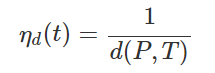 η_d(t) = 1 / d(P, T)